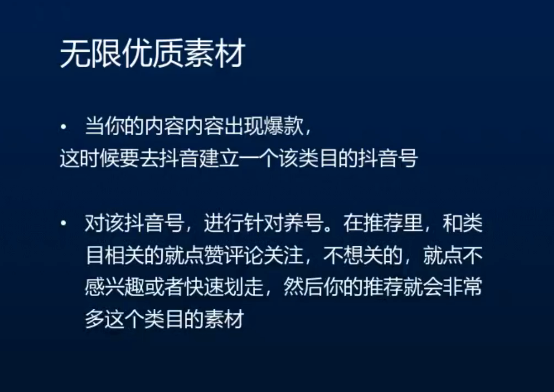 无限优质素材
• 当你的内容内容出现爆款，
这时候要去抖音建立一个该类目的抖音号
• 对该抖音号，进行针对养号。在推荐里，和类
目相关的就点赞评论关注，不想关的，就点不
感兴趣或者快速划走，然后你的推荐就会非常
多这个类目的素材